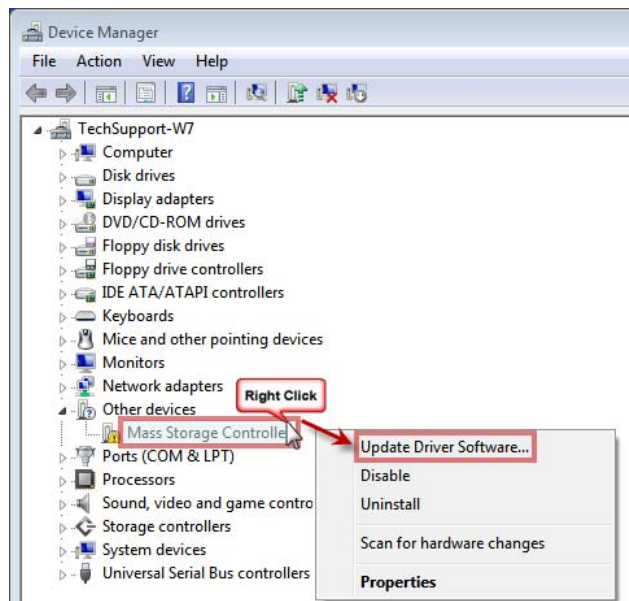 Device Manager
File Action View Help
TechSupport-W7
Computer
Disk drives
Display adapters
DVD/CD-ROM drives
Floppy disk drives
Floppy drive controllers
IDE ATA/ATAPI controllers
Keyboards
Mice and other pointing devices
Monitors
Network adapters
Right Click
Other devices
Mass Storage Controlle
Update Driver Software...
Ports (COM & LPT)
Disable
Processors
Uninstall
Sound, video and game contro
Storage controllers
Scan for hardware changes
System devices
Universal Serial Bus controllers
Properties